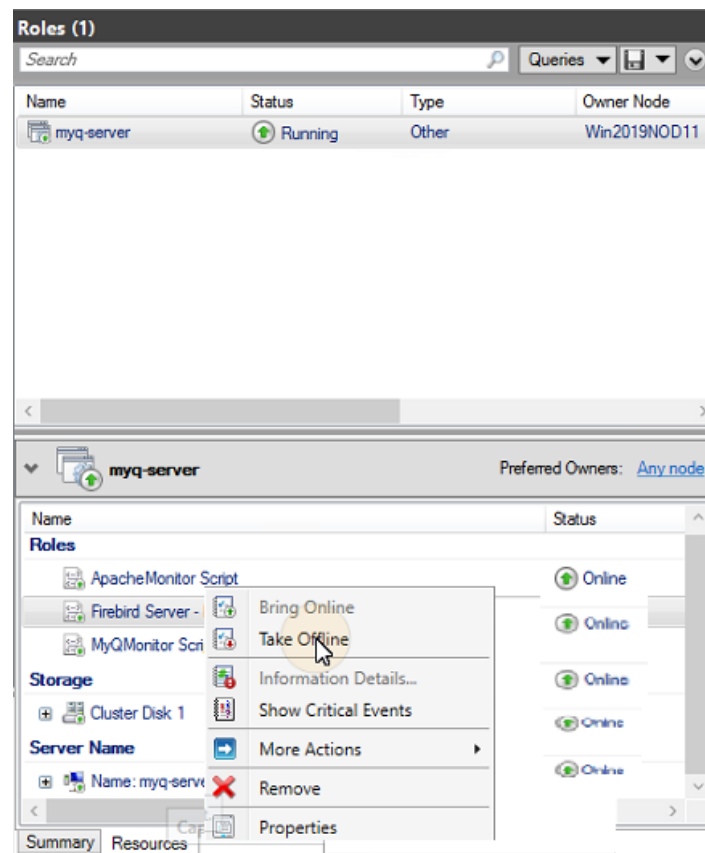 Roles (1)
Search Queries
Name Status Type Owner Node
myq-server Running Other Win2019NOD11
myq-server Preferred Owners: Any node
Name Status
Roles
ApacheMonitor Script Online
Firebird Server - Online
Bring Online
Take Offline
MyQMonitor Scri
Storage Online
Information Details...
Cluster Disk 1 Online
Show Critical Events
Server Name
More Actions
Name: myq-serve Online
Remove
Properties
Summary Resources